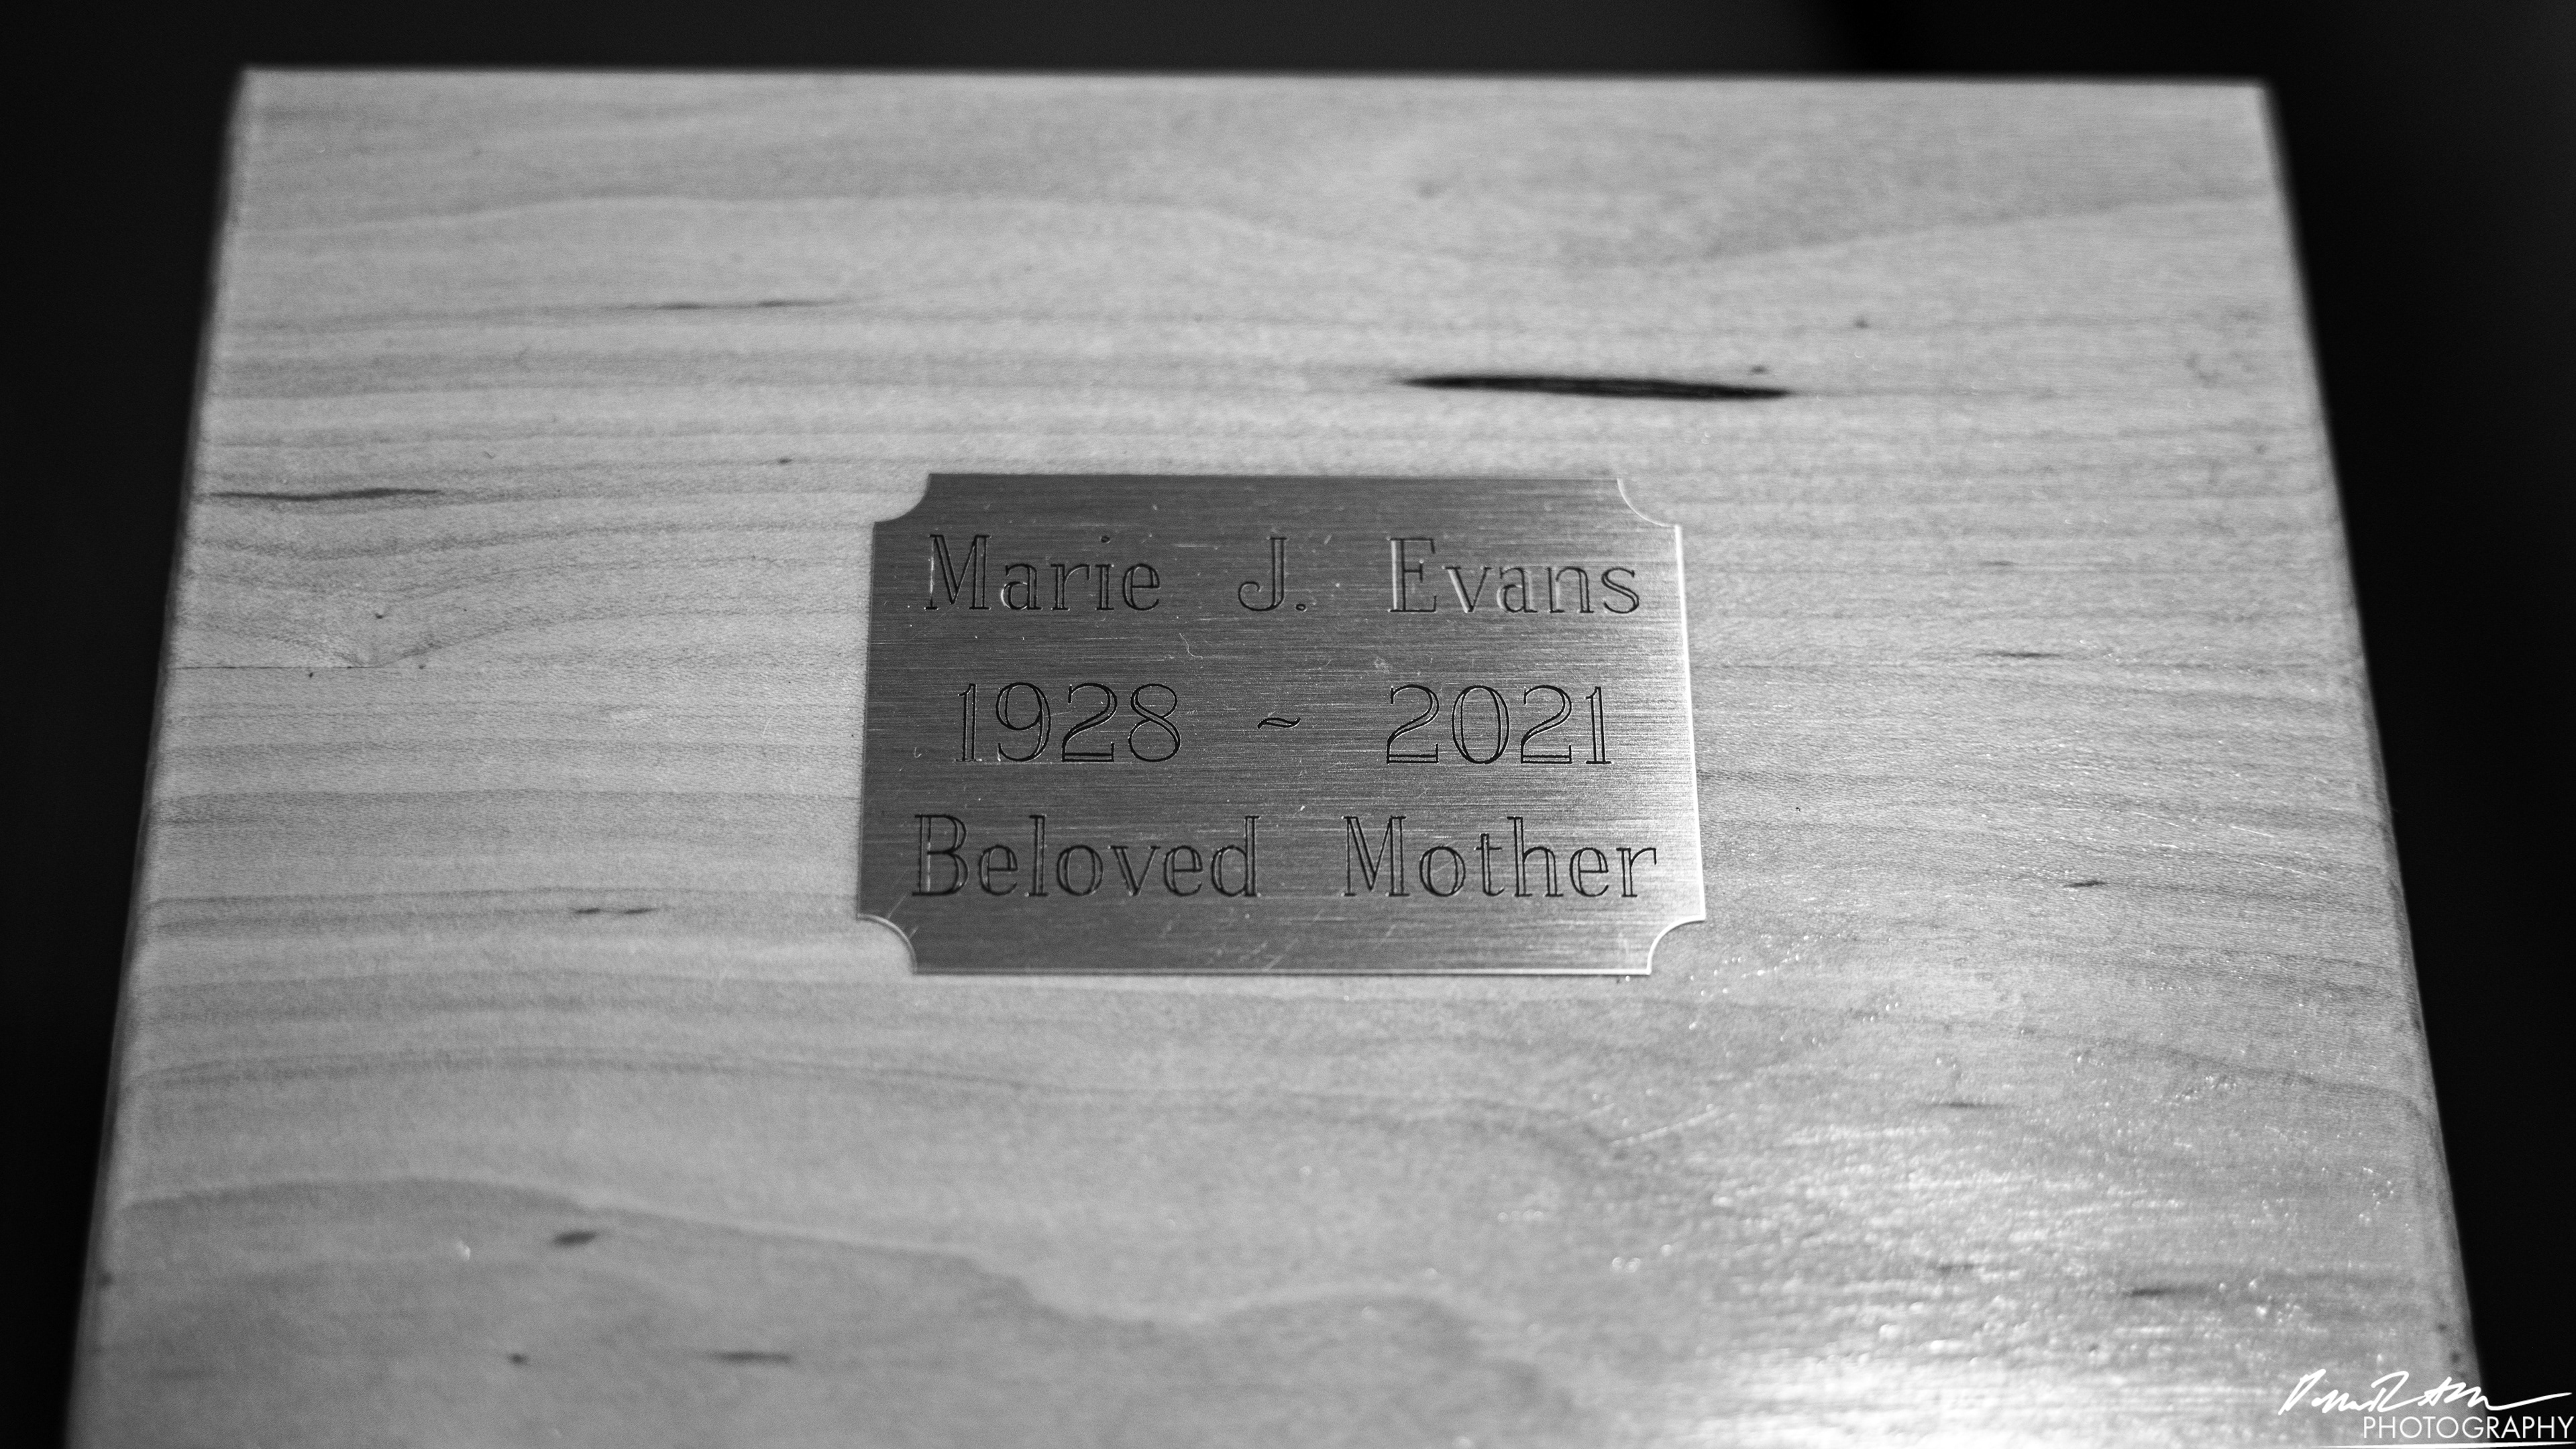 Marie J. Evans
1928 ~ 2021
Beloved Mother
PHOTOGRAPHY